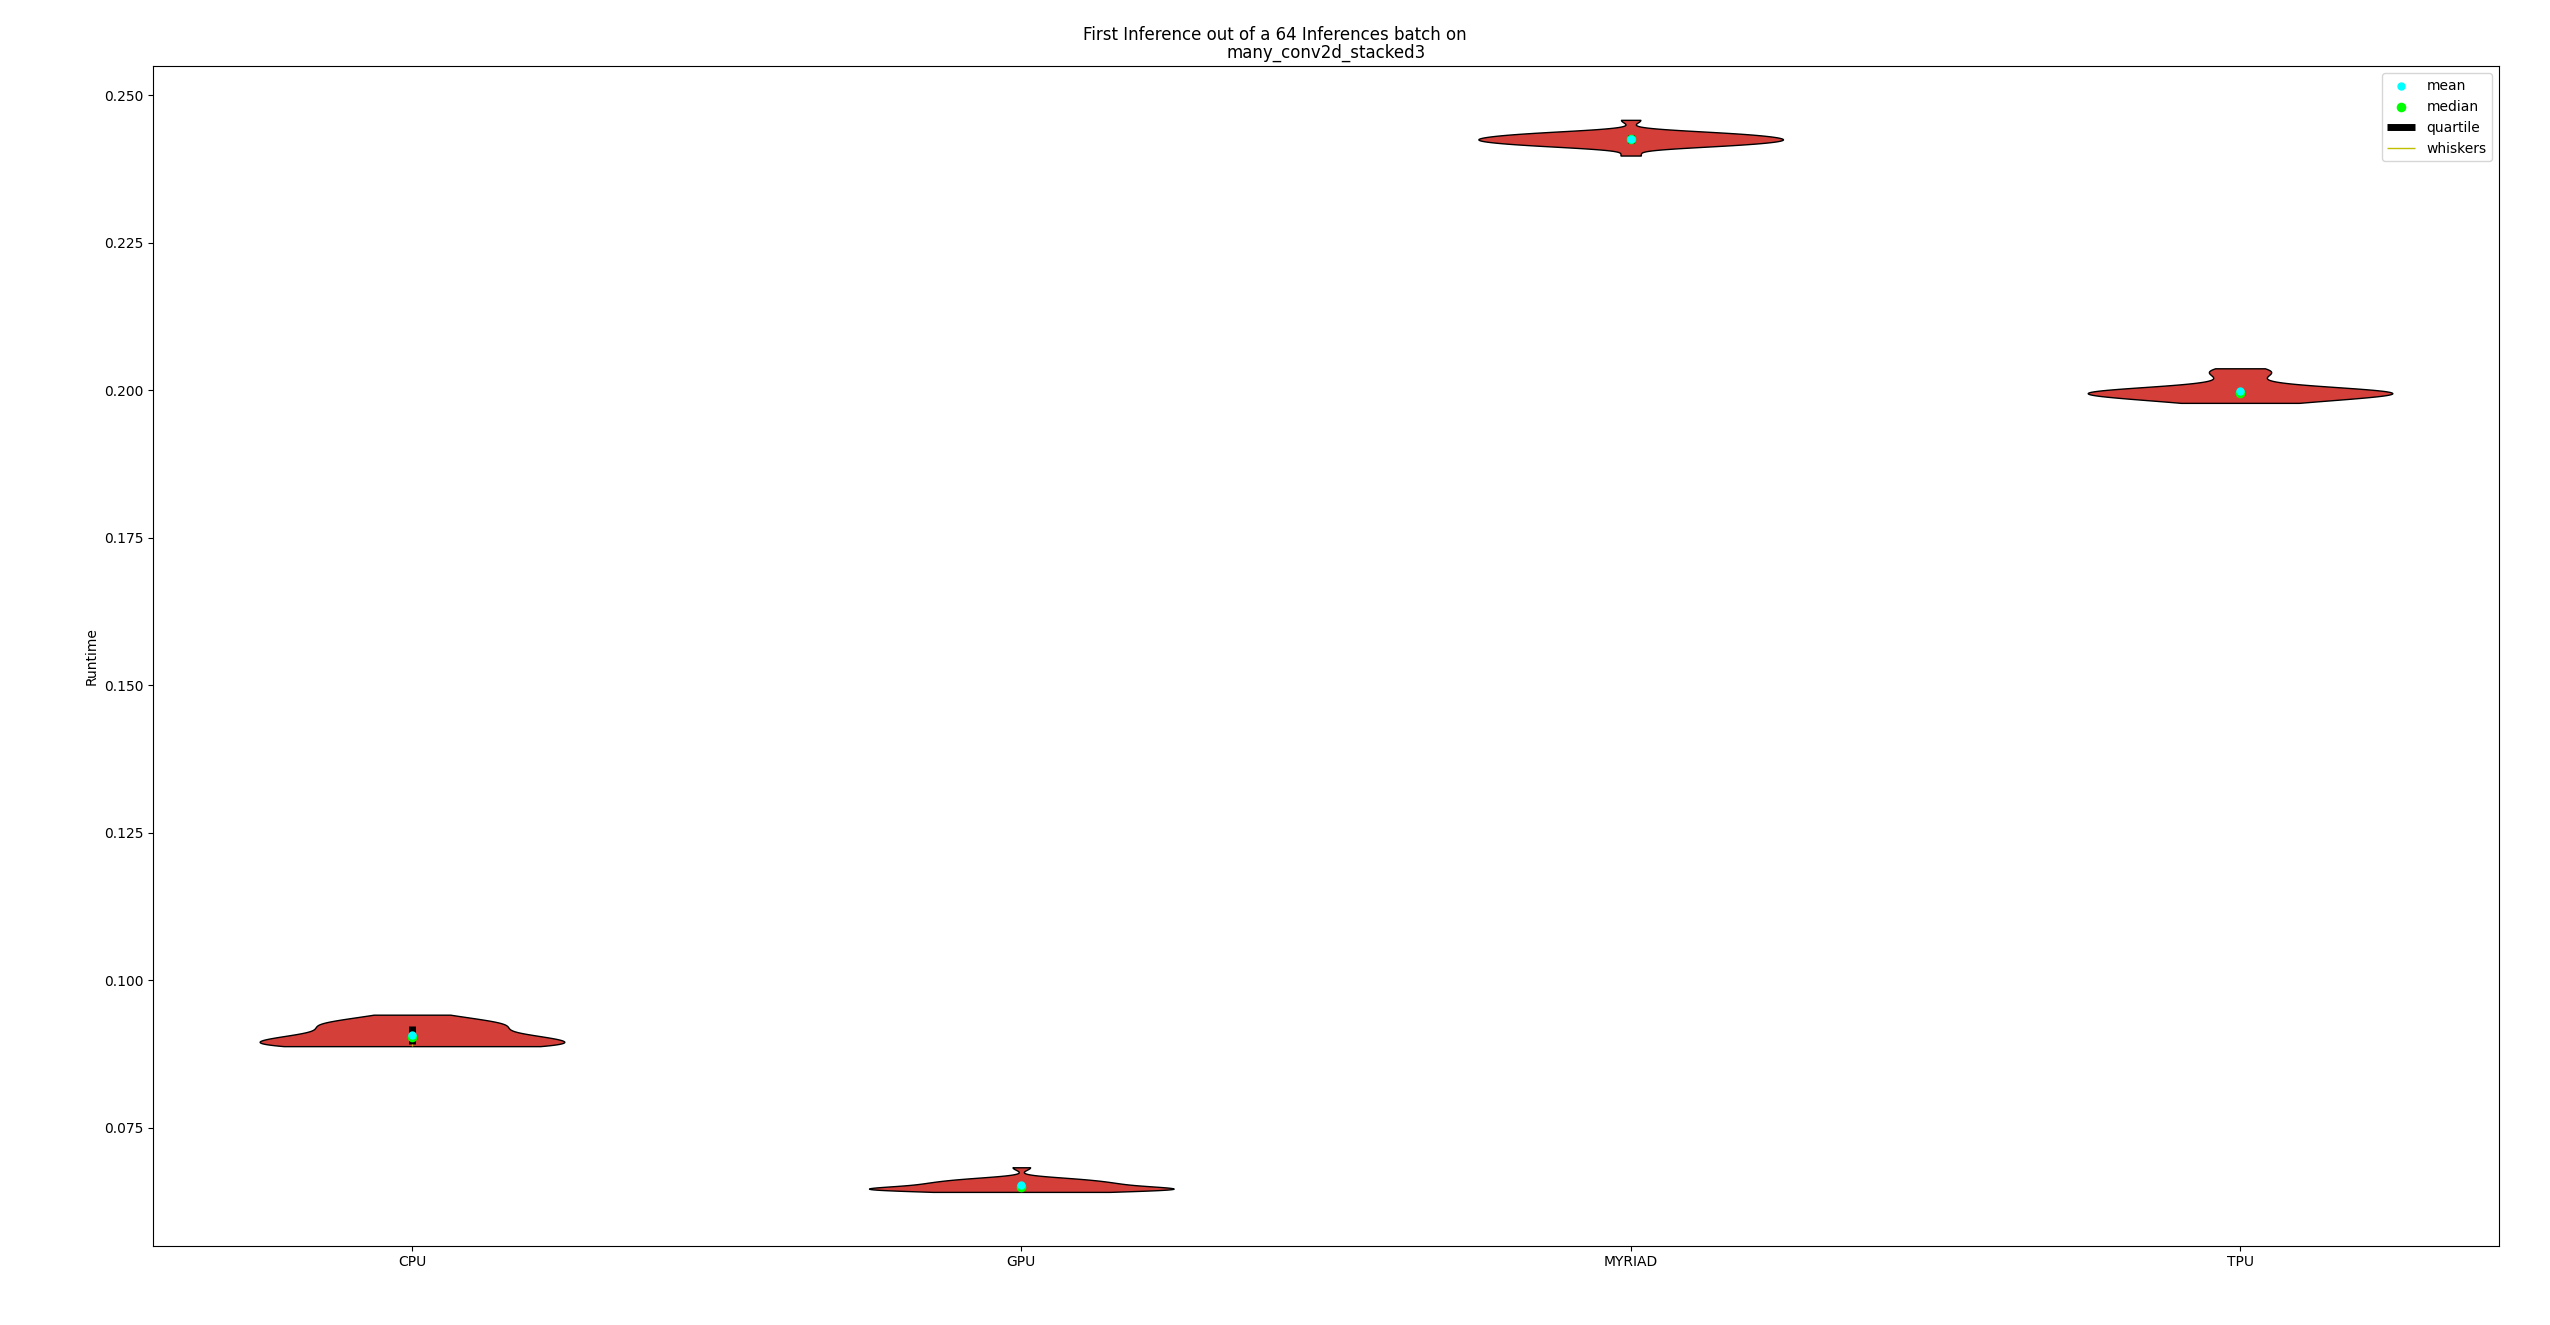 First Inference out of a 64 Inferences batch on
many_conv2d_stacked3
mean
median
quartile
whiskers
0.250
0.225
0.200
0.175
0.150
0.125
0.100
0.075
Runtime
CPU
GPU
MYRIAD
TPU